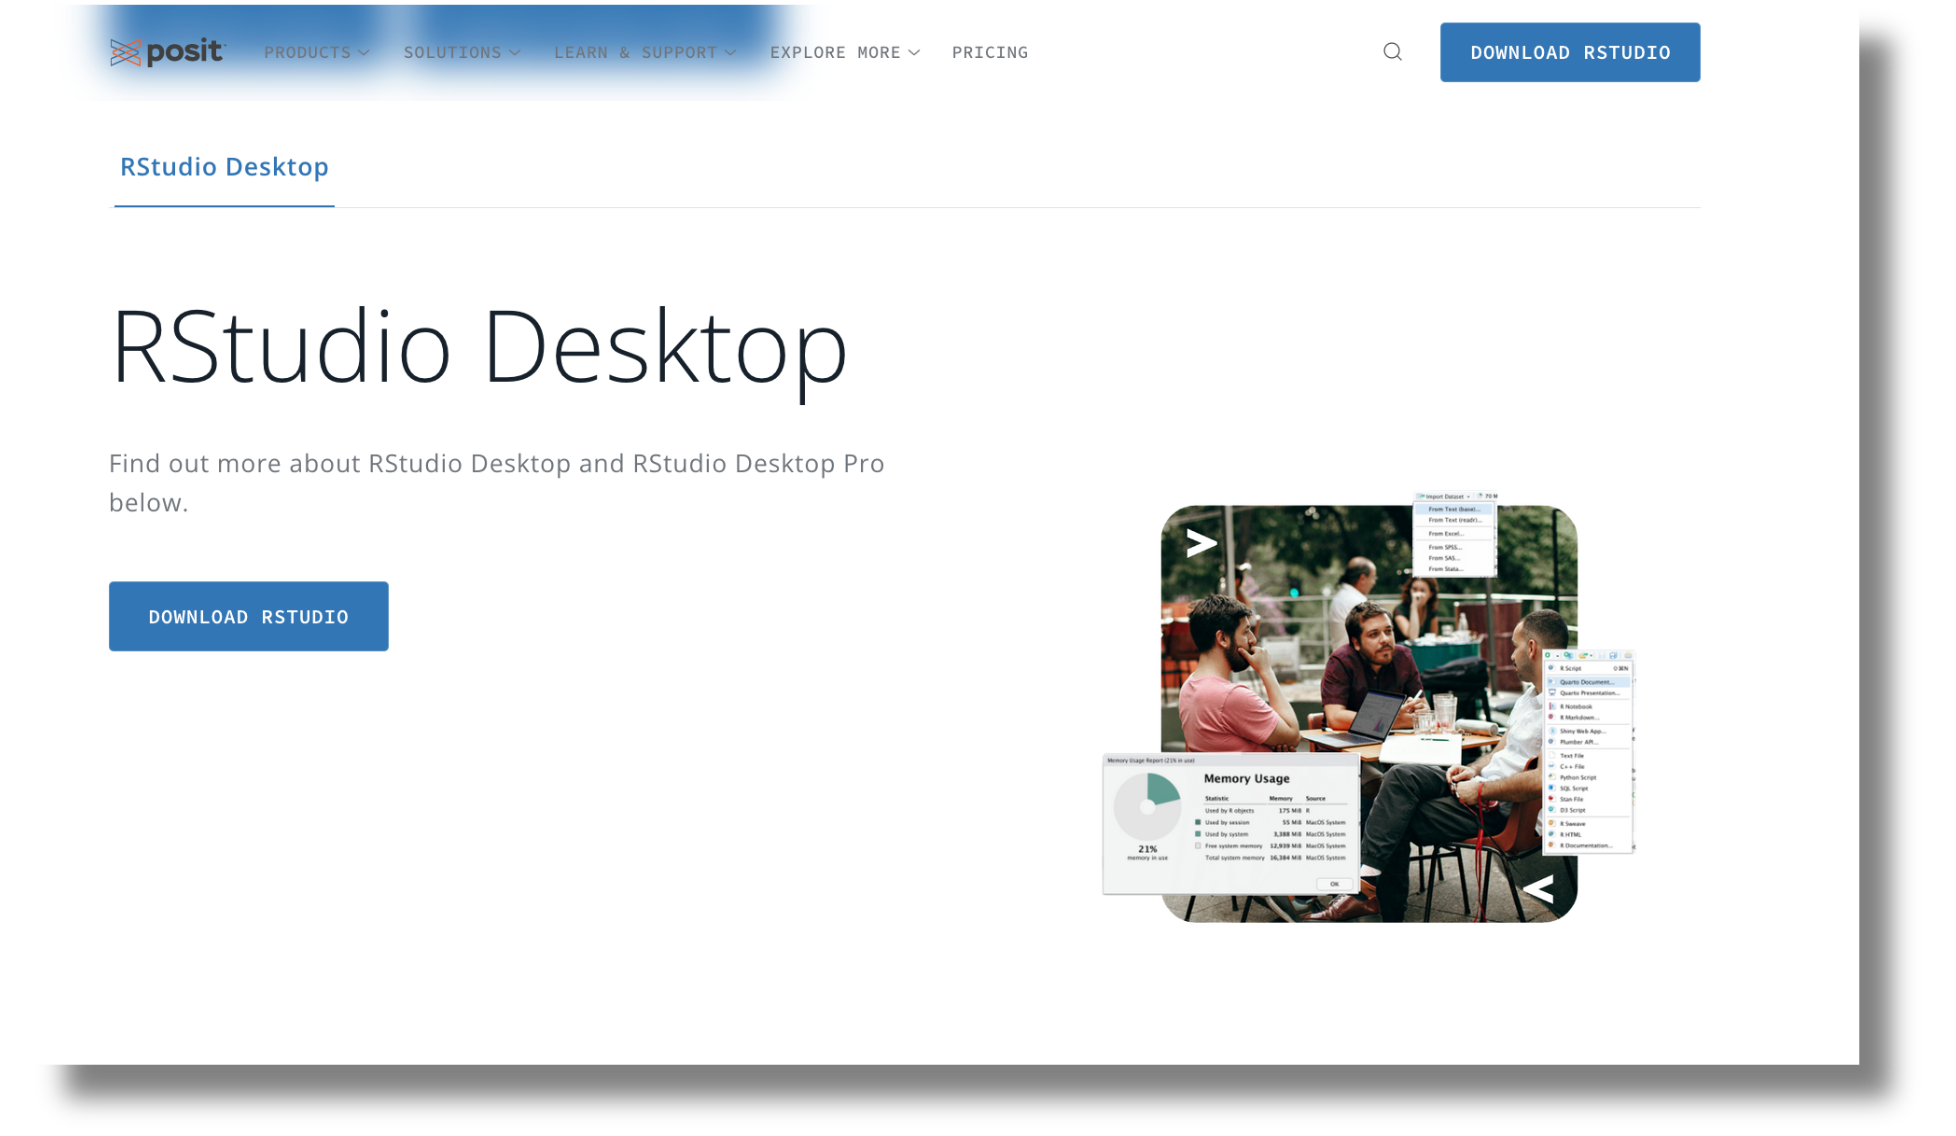 posit
PRODUCTS
SOLUTIONS
LEARN & SUPPORT
EXPLORE MORE
PRICING
DOWNLOAD RSTUDIO
RStudio Desktop
RStudio Desktop
Find out more about RStudio Desktop and RStudio Desktop Pro
below.
DOWNLOAD RSTUDIO
>
Import Dataset
From Text (base)...
From Text (readr)...
From Excel...
From SPSS...
From SAS...
From Stata...
R Script
Quarto Document...
Quarto Presentation...
R Notebook
R Markdown...
Shiny Web App...
Plumber API...
Text File
C++ File
Python Script
SQL Script
Stan File
D3 Script
R Sweave
R HTML
R Documentation...
Memory Usage Report (21% in use)
Memory Usage
Statistic Memory Source
Used by R objects 175 MiB R
Used by session 55 MiB MacOS System
Used by system 3,388 MiB MacOS System
Free system memory 12,939 MiB MacOS System
Total system memory 16,384 MiB MacOS System
21%
memory in use
OK
<